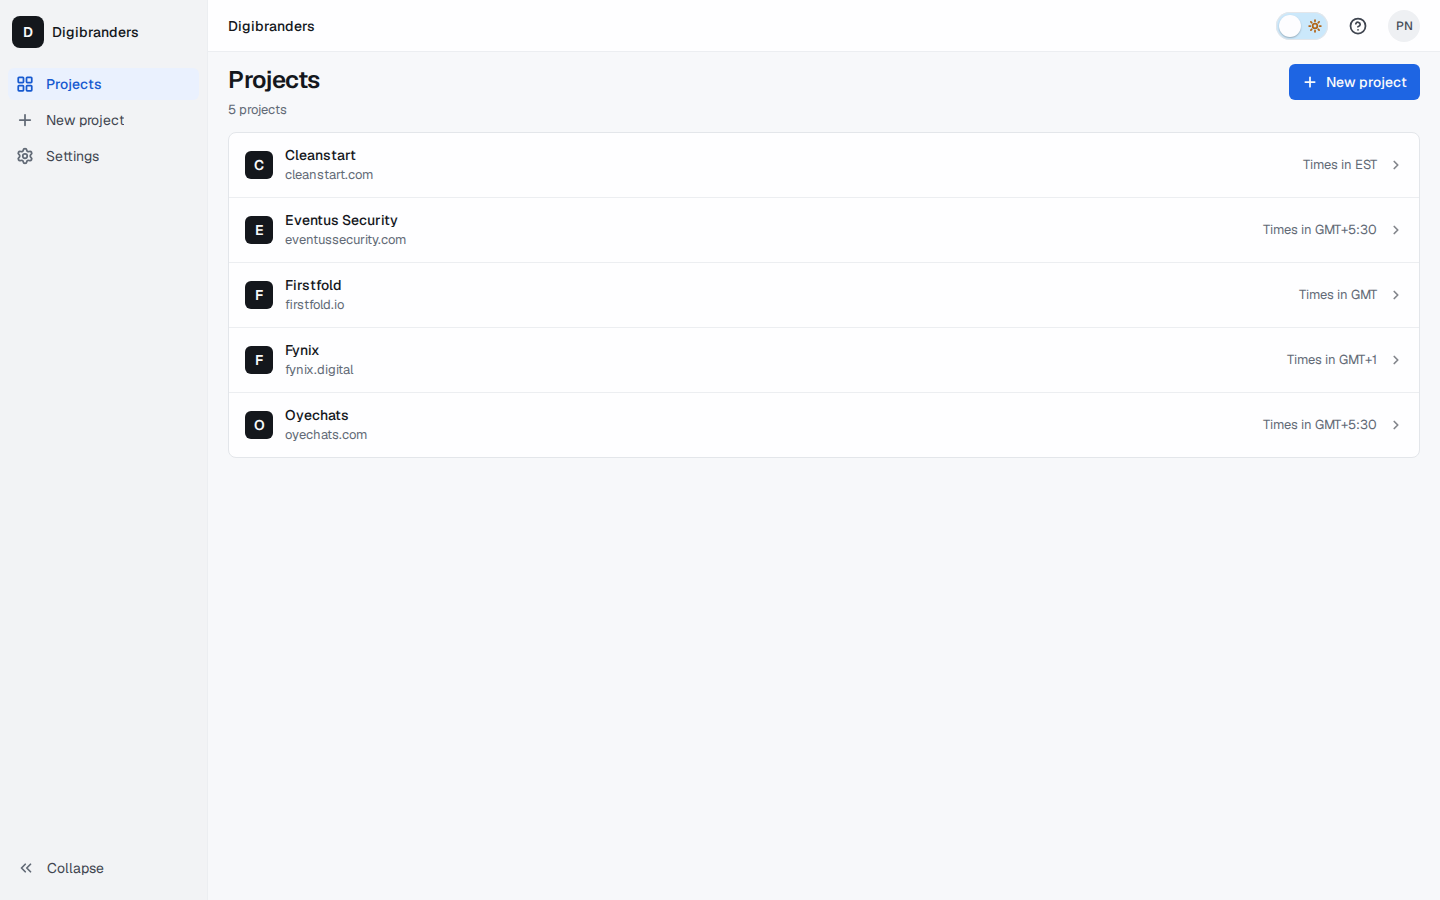 D Digibranders
Projects
New project
Settings
Collapse
Digibranders
PN
Projects
New project
5 projects
C Cleanstart
cleanstart.com
Times in EST
E Eventus Security
eventussecurity.com
Times in GMT+5:30
F Firstfold
firstfold.io
Times in GMT
F Fynix
fynix.digital
Times in GMT+1
O Oyechats
oyechats.com
Times in GMT+5:30